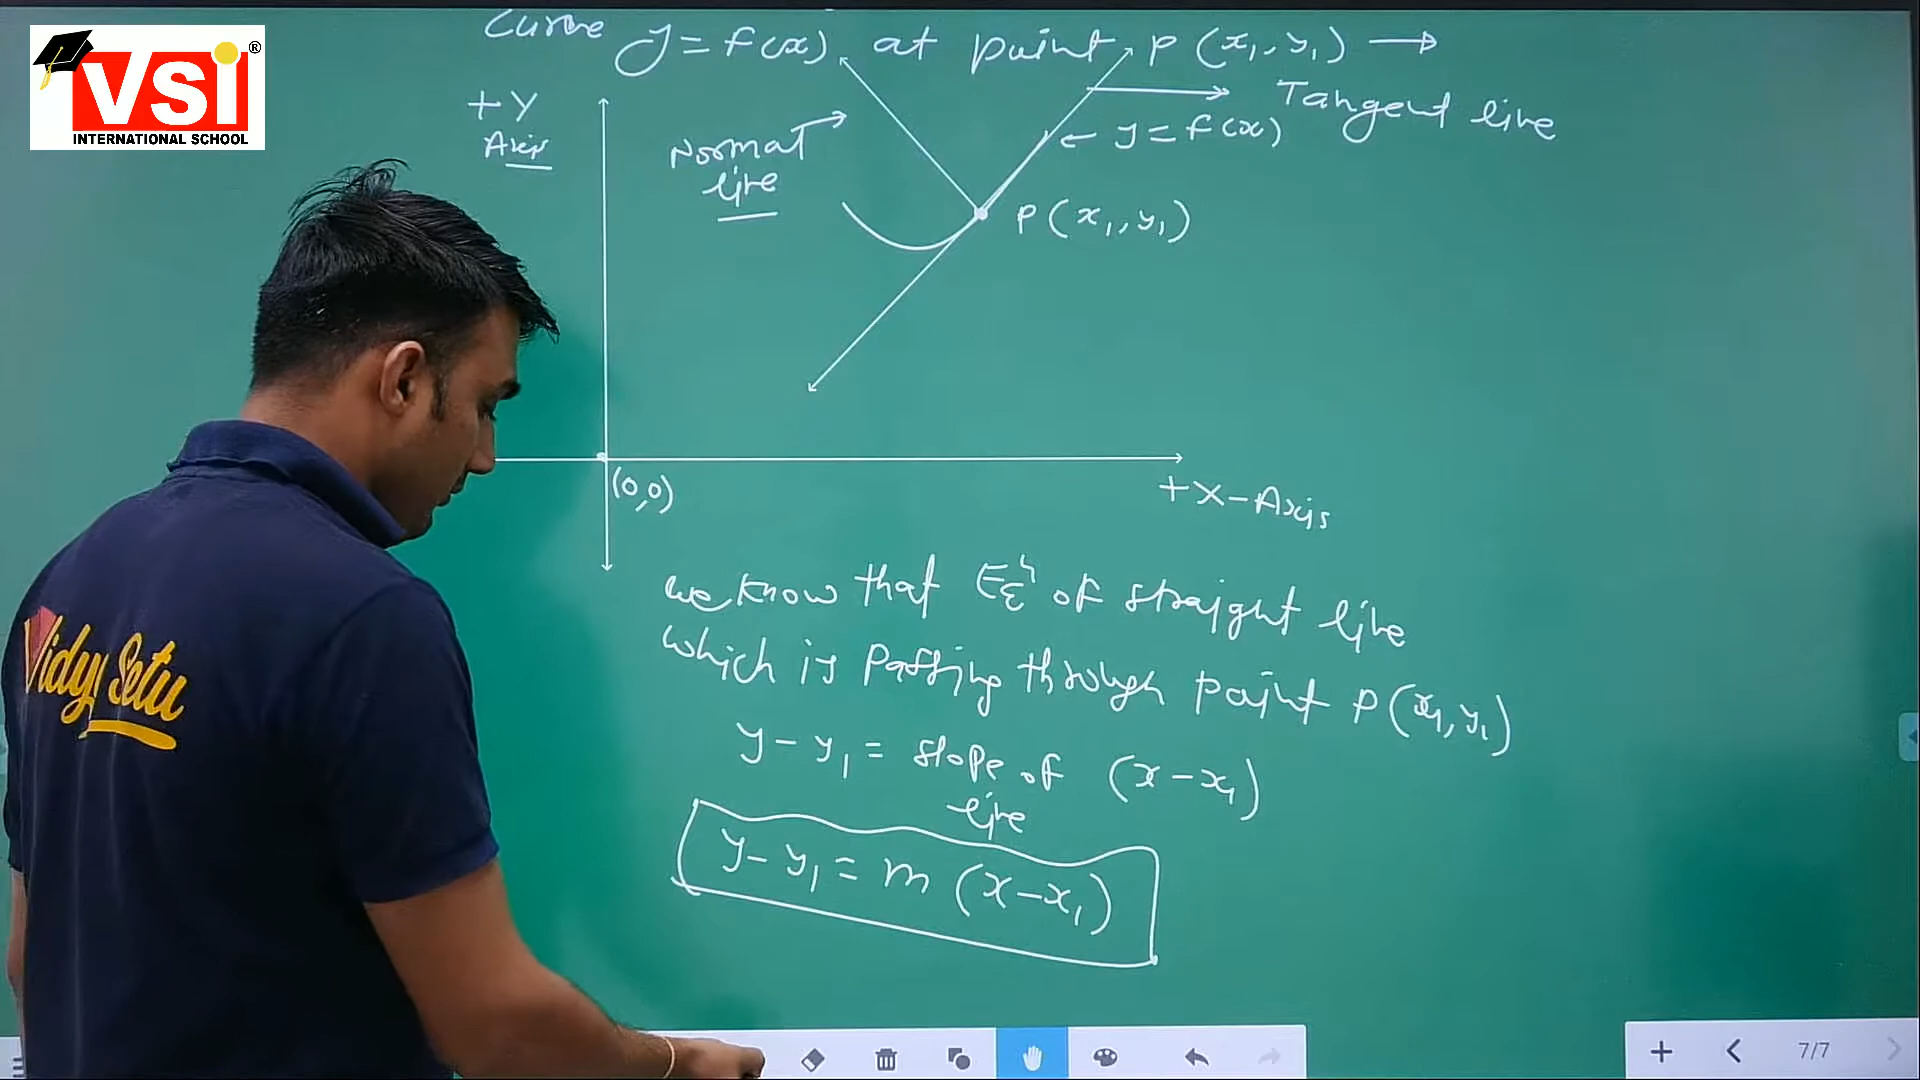 VSI ®
INTERNATIONAL SCHOOL
Curve y = f(x) at point P (x₁, y₁) →
+Y
Axis
Normal
line
Tangent line
← y = f(x)
P(x₁, y₁)
(0,0)
+X-Axis
we know that Eqⁿ of straight line
which is passing through point P(x₁, y₁)
y - y₁ = slope of (x - x₁)
line
y - y₁ = m (x - x₁)
Vidya Setu
7/7